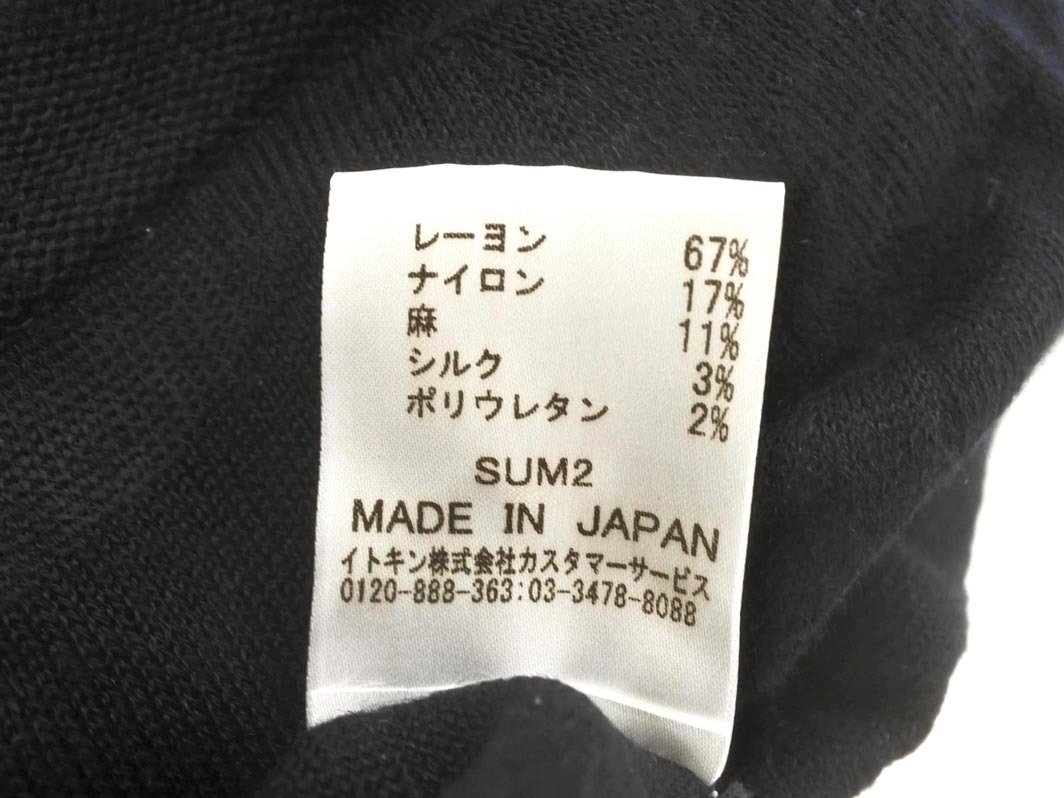 レーヨン 67%
ナイロン 17%
麻 11%
シルク 3%
ポリウレタン 2%
SUM2
MADE IN JAPAN
イトキン株式会社カスタマーサービス
0120-888-363:03-3478-8088